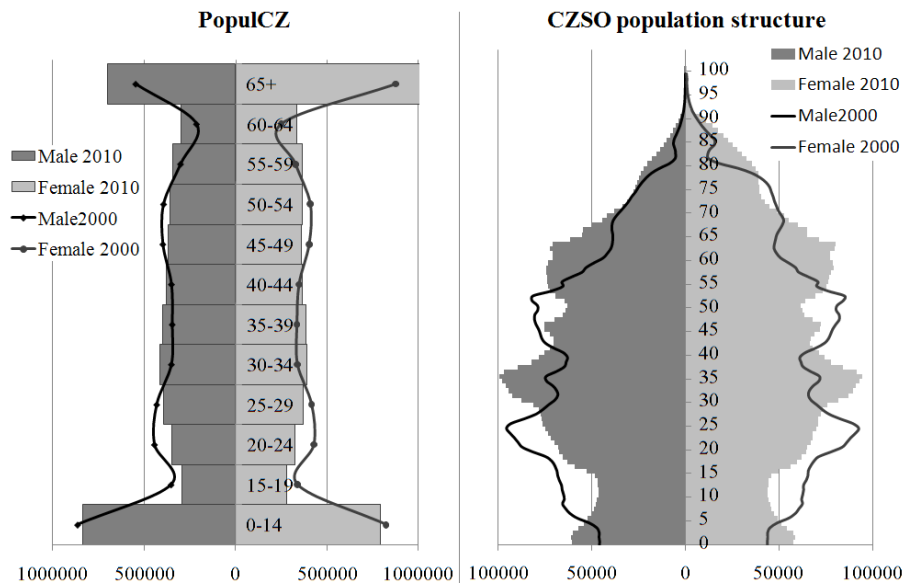 PopulCZ
65+
60-64
55-59
50-54
45-49
40-44
35-39
30-34
25-29
20-24
15-19
0-14
Male 2010
Female 2010
Male2000
Female 2000
1000000 500000 0 500000 1000000
CZSO population structure
Male 2010
Female 2010
Male2000
Female 2000
100
95
90
85
80
75
70
65
60
55
50
45
40
35
30
25
20
15
10
5
0
100000 50000 0 50000 100000